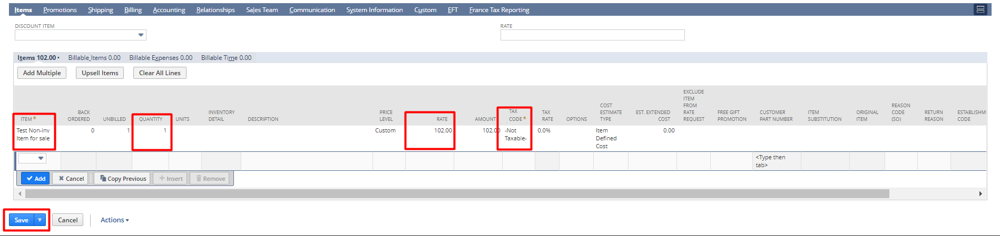 Items Promotions Shipping Billing Accounting Relationships Sales Team Communication System Information Custom EFT France Tax Reporting
DISCOUNT ITEM
RATE
Items 102.00 • Billable Items 0.00 Billable Expenses 0.00 Billable Time 0.00
Add Multiple Upsell Items Clear All Lines
ITEM *
BACK
ORDERED
UNBILLED
QUANTITY
UNITS
INVENTORY
DETAIL
DESCRIPTION
PRICE
LEVEL
RATE
AMOUNT
TAX
CODE *
TAX
RATE
OPTIONS
COST
ESTIMATE
TYPE
EST. EXTENDED
COST
EXCLUDE
ITEM
FROM
RATE
REQUEST
FREE GIFT
PROMOTION
CUSTOMER
PART NUMBER
ITEM
SUBSTITUTION
ORIGINAL
ITEM
REASON
CODE
(SO)
RETURN
REASON
ESTABLISHM
CODE
Test Non-inv
Item for sale
0
1
1
Custom
102.00
102.00
-Not
Taxable-
0.0%
Item
Defined
Cost
0.00
<Type then
tab>
Add Cancel Copy Previous Insert Remove
Save Cancel Actions